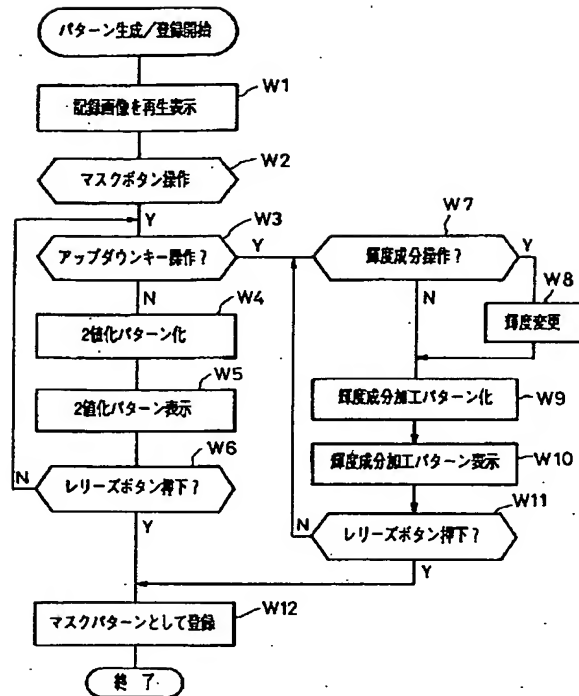 パターン生成/登録開始
W1
記録画像を再生表示
W2
マスクボタン操作
Y
W3
アップダウンキー操作?
Y
N
W4
2値化パターン化
W5
2値化パターン表示
W6
レリーズボタン押下?
N
Y
W7
輝度成分操作?
Y
N
W8
輝度変更
輝度成分加工パターン化
W9
輝度成分加工パターン表示
W10
W11
レリーズボタン押下?
N
Y
W12
マスクパターンとして登録
終了